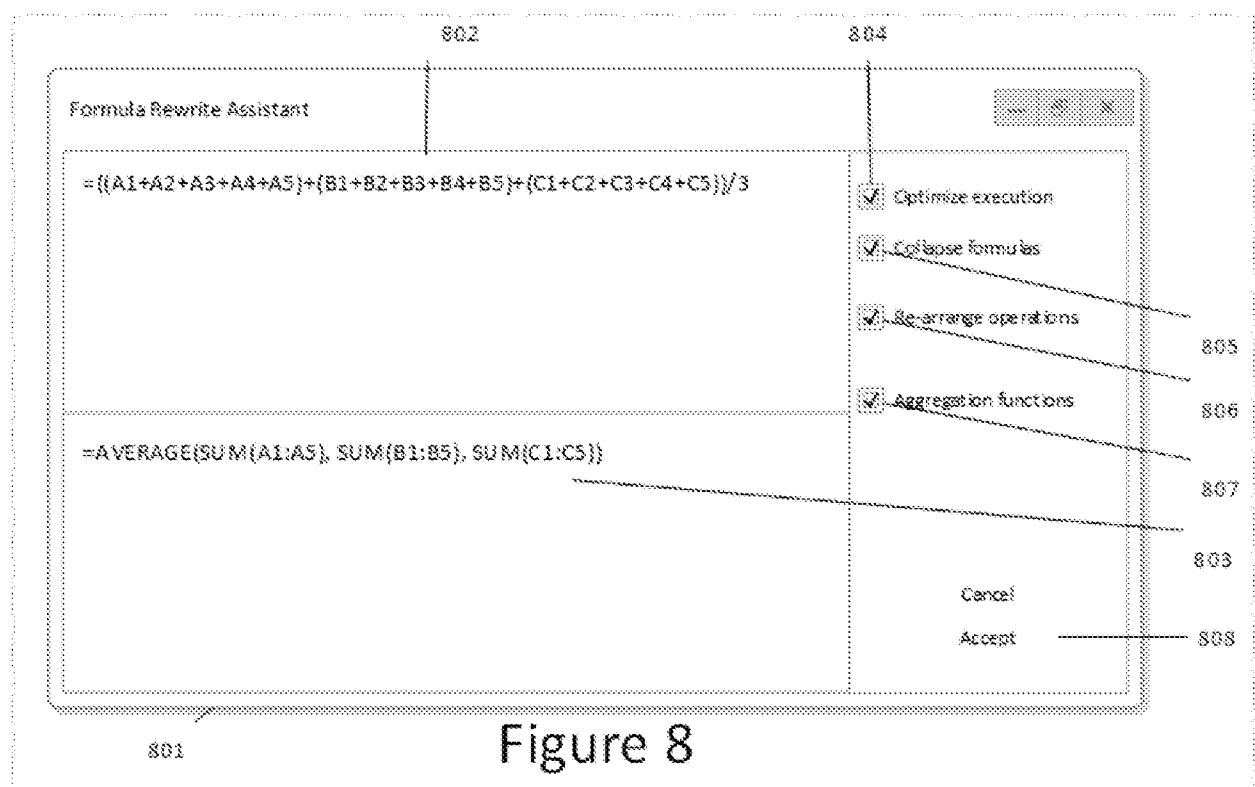 802
804
Formula Rewrite Assistant
=((A1+A2+A3+A4+A5)+(B1+B2+B3+B4+B5)+(C1+C2+C3+C4+C5))/3
Optimize execution
Collapse formulas
Re-arrange operations
805
806
Aggregation functions
=AVERAGE(SUM(A1:A5), SUM(B1:B5), SUM(C1:C5))
807
803
Cancel
Accept
808
801
Figure 8